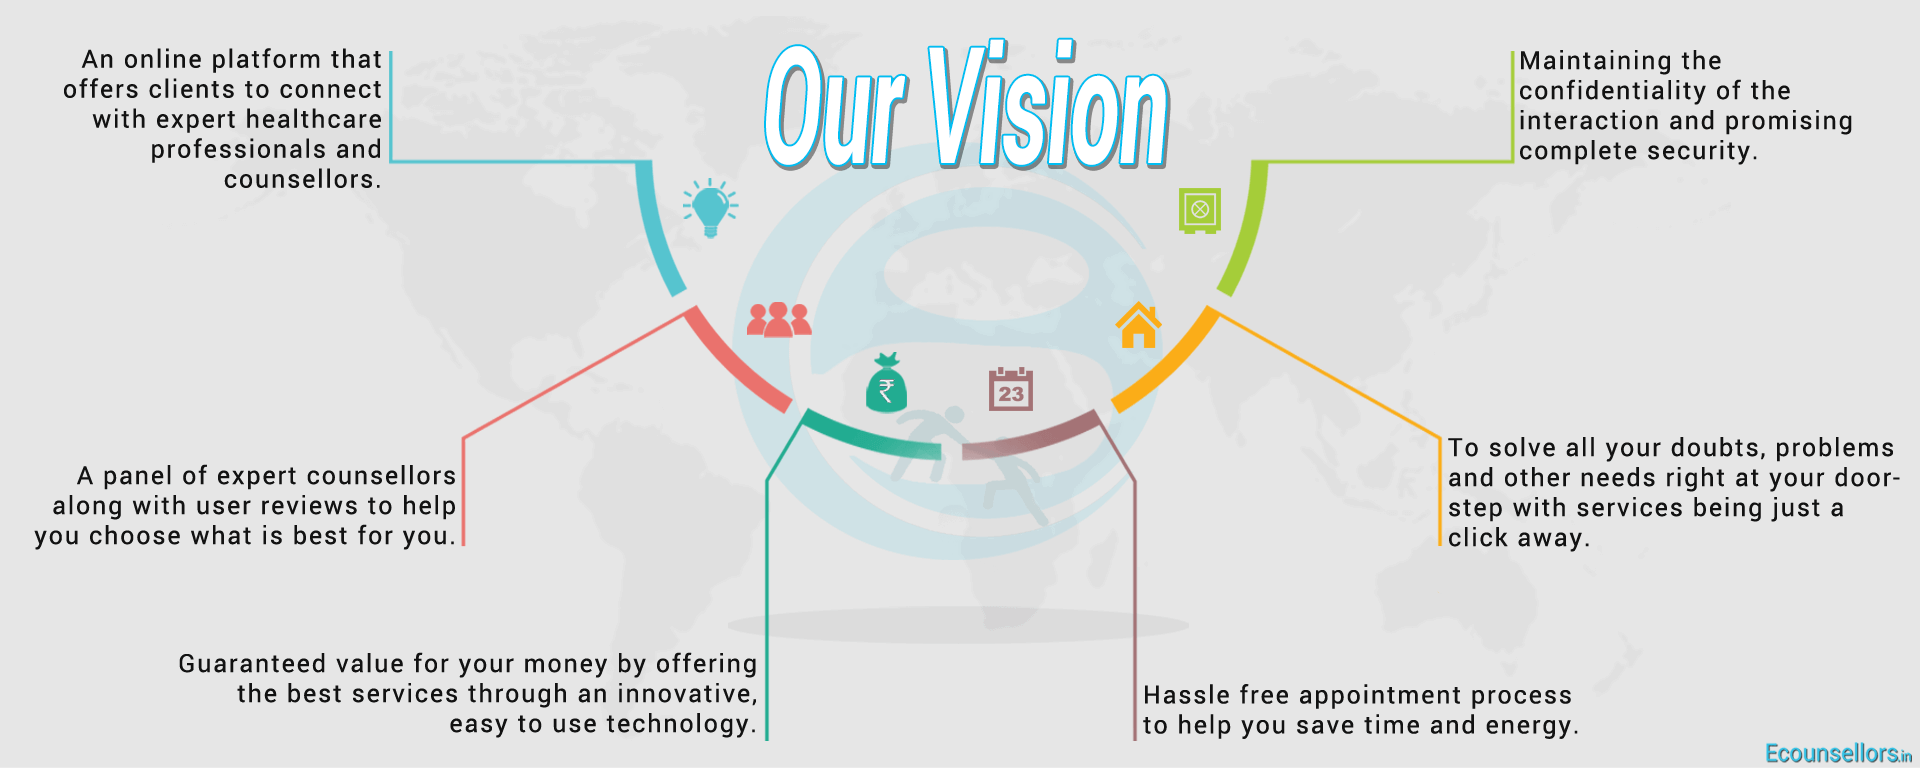 Our Vision
An online platform that
offers clients to connect
with expert healthcare
professionals and
counsellors.
A panel of expert counsellors
along with user reviews to help
you choose what is best for you.
Guaranteed value for your money by offering
the best services through an innovative,
easy to use technology.
₹
23
Hassle free appointment process
to help you save time and energy.
To solve all your doubts, problems
and other needs right at your door-
step with services being just a
click away.
Maintaining the
confidentiality of the
interaction and promising
complete security.
Ecounsellors.in